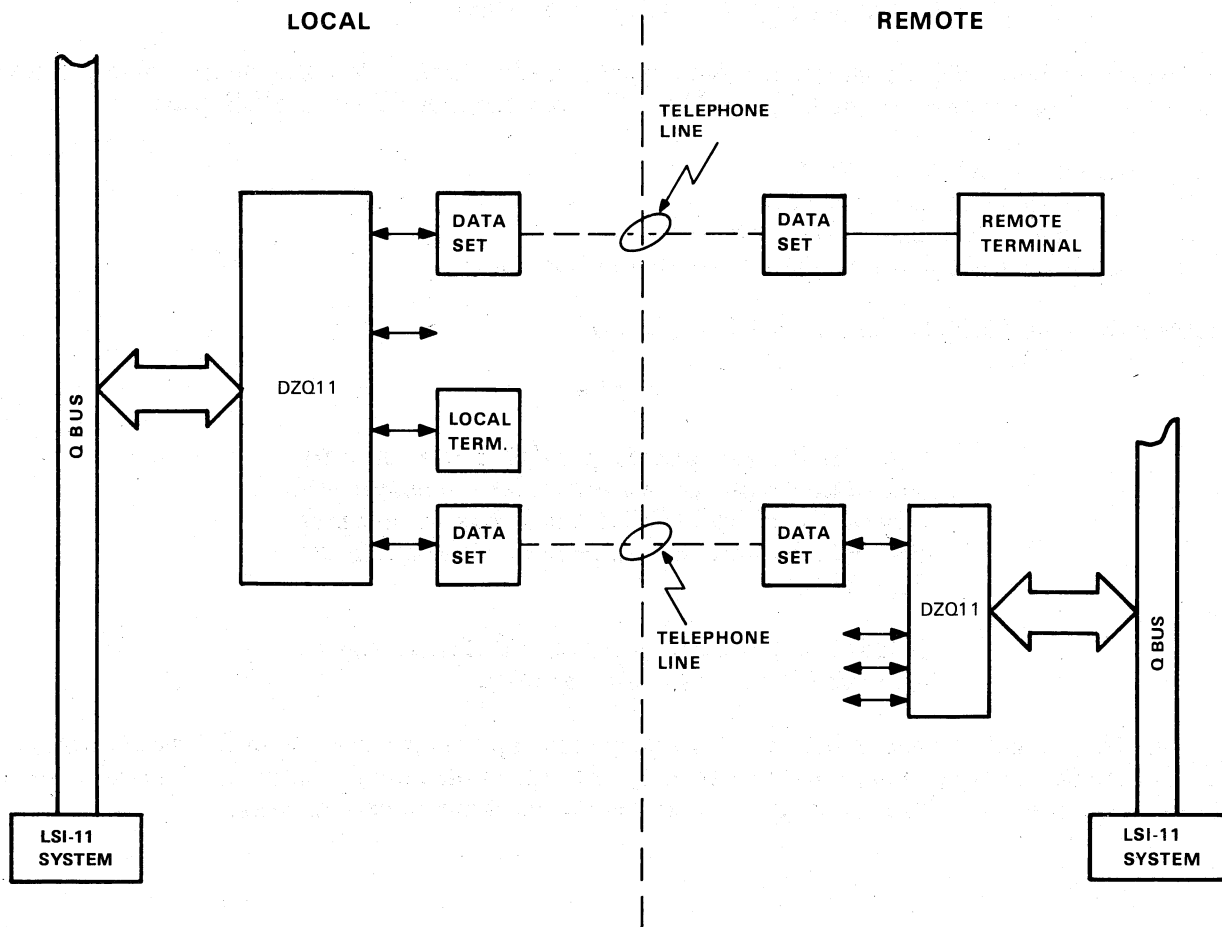 LOCAL
REMOTE
TELEPHONE
LINE
DATA
SET
DATA
SET
REMOTE
TERMINAL
DZQ11
Q BUS
LOCAL
TERM.
DATA
SET
DATA
SET
DZQ11
Q BUS
TELEPHONE
LINE
LSI-11
SYSTEM
LSI-11
SYSTEM